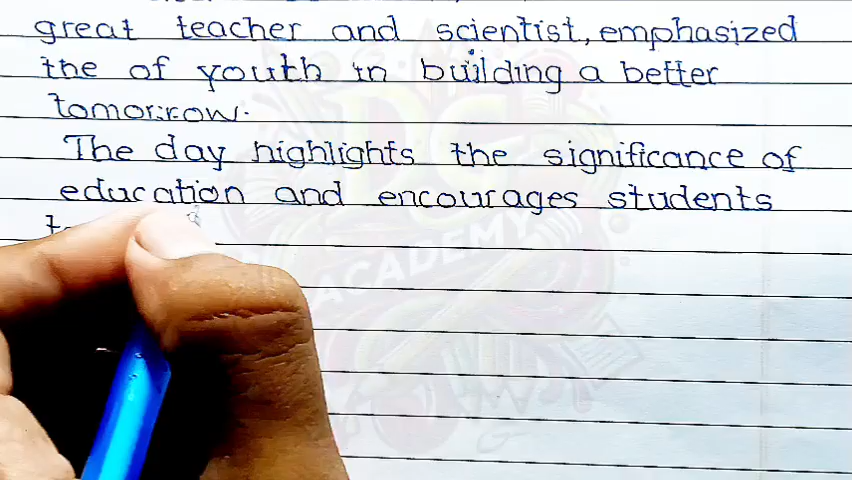 great teacher and scientist, emphasized
the of youth in building a better
tomorrow.
The day highlights the significance of
education and encourages students
ACADEMY